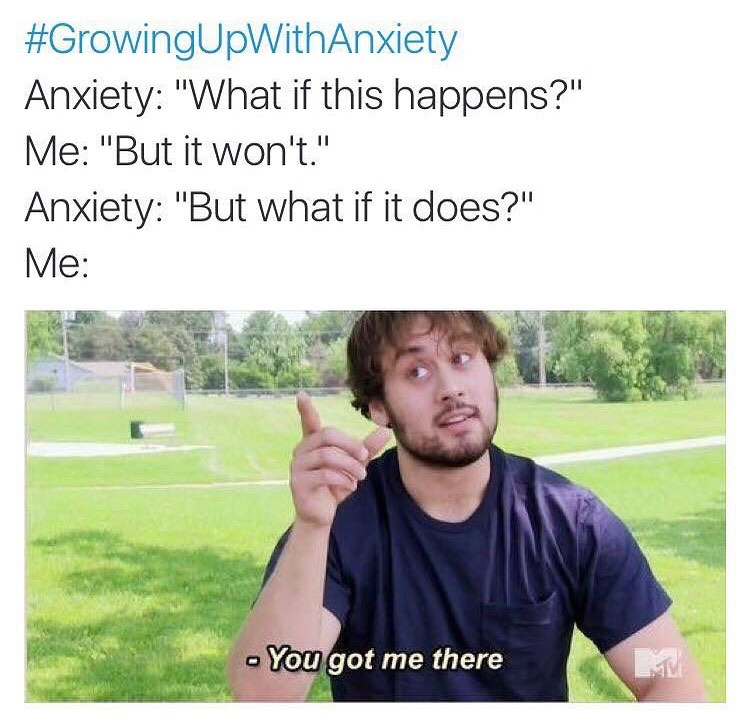 #GrowingUpWithAnxiety
Anxiety: "What if this happens?"
Me: "But it won't."
Anxiety: "But what if it does?"
Me:
- You got me there
MTV